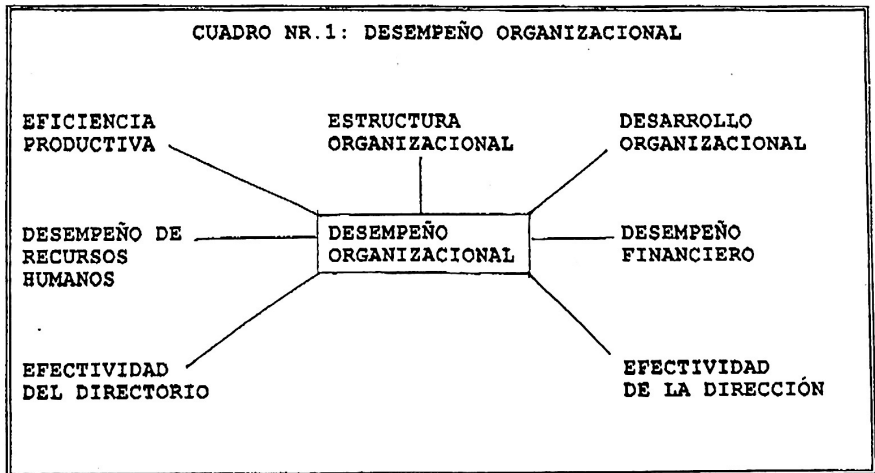 CUADRO NR.1: DESEMPEÑO ORGANIZACIONAL
EFICIENCIA
PRODUCTIVA
ESTRUCTURA
ORGANIZACIONAL
DESARROLLO
ORGANIZACIONAL
DESEMPEÑO DE
RECURSOS
HUMANOS
DESEMPEÑO
ORGANIZACIONAL
DESEMPEÑO
FINANCIERO
EFECTIVIDAD
DEL DIRECTORIO
EFECTIVIDAD
DE LA DIRECCIÓN